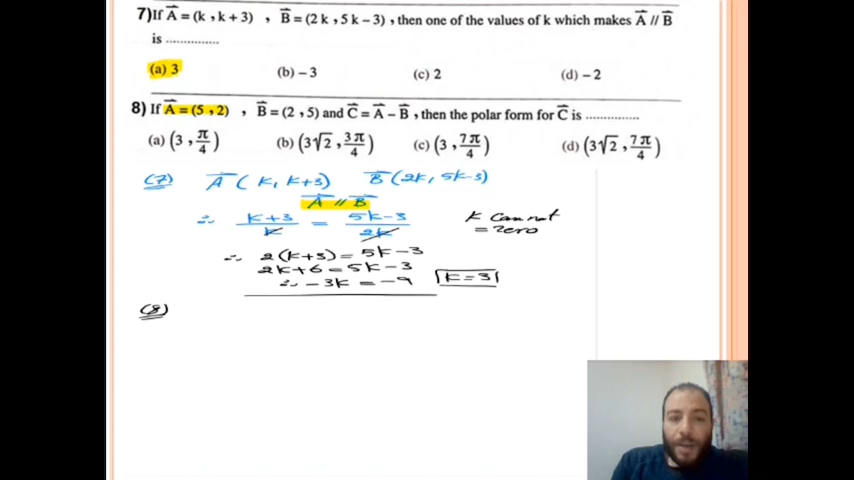 7) If A = (k , k + 3) , B = (2 k , 5 k – 3) , then one of the values of k which makes A // B
is ..............
(a) 3 (b) – 3 (c) 2 (d) – 2
8) If A = (5 , 2) , B = (2 , 5) and C = A – B , then the polar form for C is ..............
(a) (3 , π/4) (b) (3√2 , 3π/4) (c) (3 , 7π/4) (d) (3√2 , 7π/4)
(7) A (k, k+3) B (2k, 5k-3)
A // B
∴ k+3/k = 5k-3/2k k cannot
= zero
∴ 2(k+3) = 5k-3
2k+6 = 5k-3
∴ -3k = -9 k=3
(8)